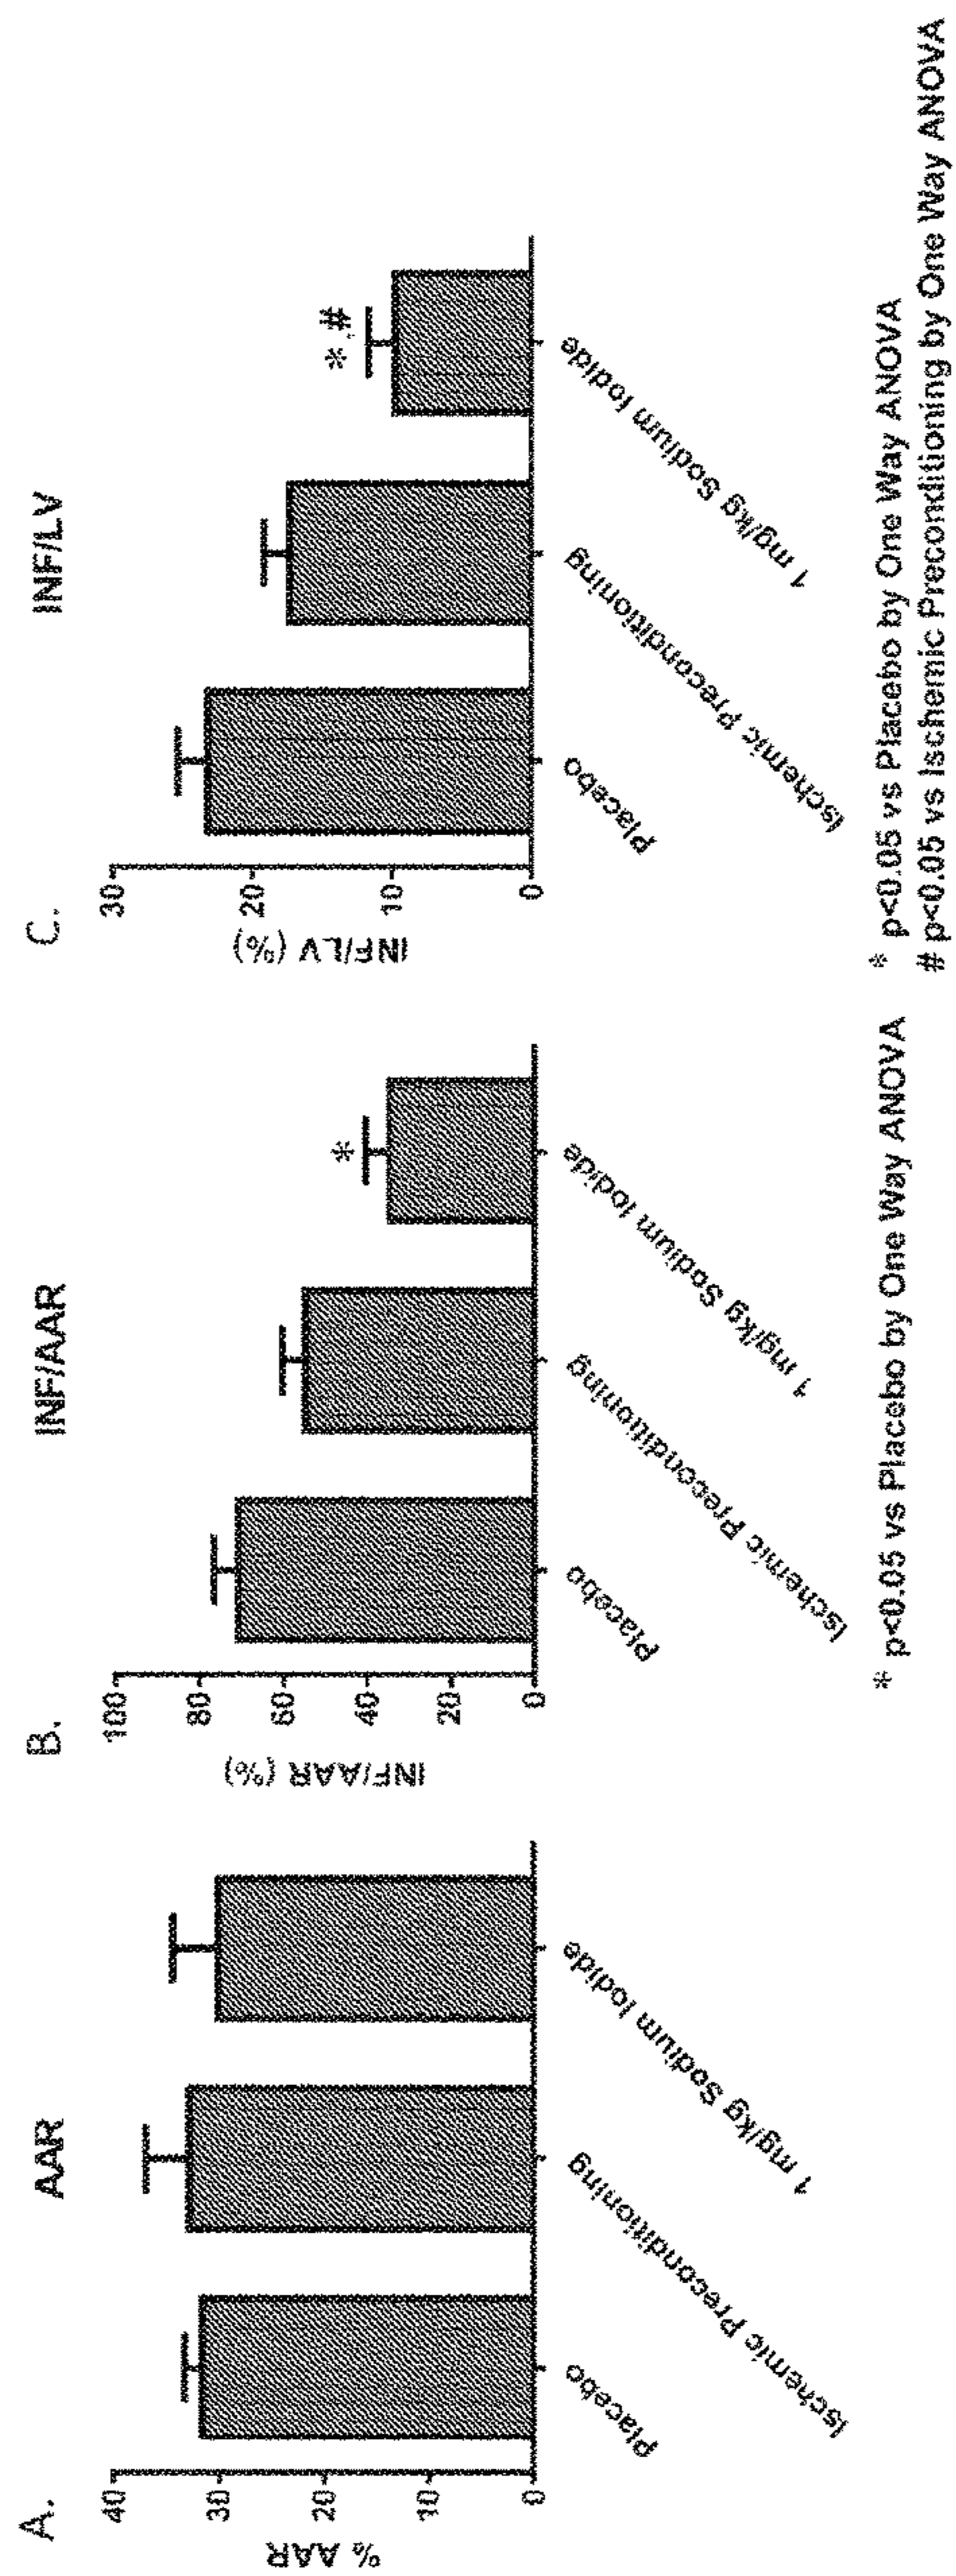 A.
AAR
% AAR
40
30
20
10
0
Placebo
Ischemic Preconditioning
1 mg/kg Sodium Iodide
B.
INF/AAR
INF/AAR (%)
100
80
60
40
20
0
*
Placebo
Ischemic Preconditioning
1 mg/kg Sodium Iodide
* p<0.05 vs Placebo by One Way ANOVA
C.
INF/LV
INF/LV (%)
30
20
10
0
*,#
Placebo
Ischemic Preconditioning
1 mg/kg Sodium Iodide
* p<0.05 vs Placebo by One Way ANOVA
# p<0.05 vs Ischemic Preconditioning by One Way ANOVA